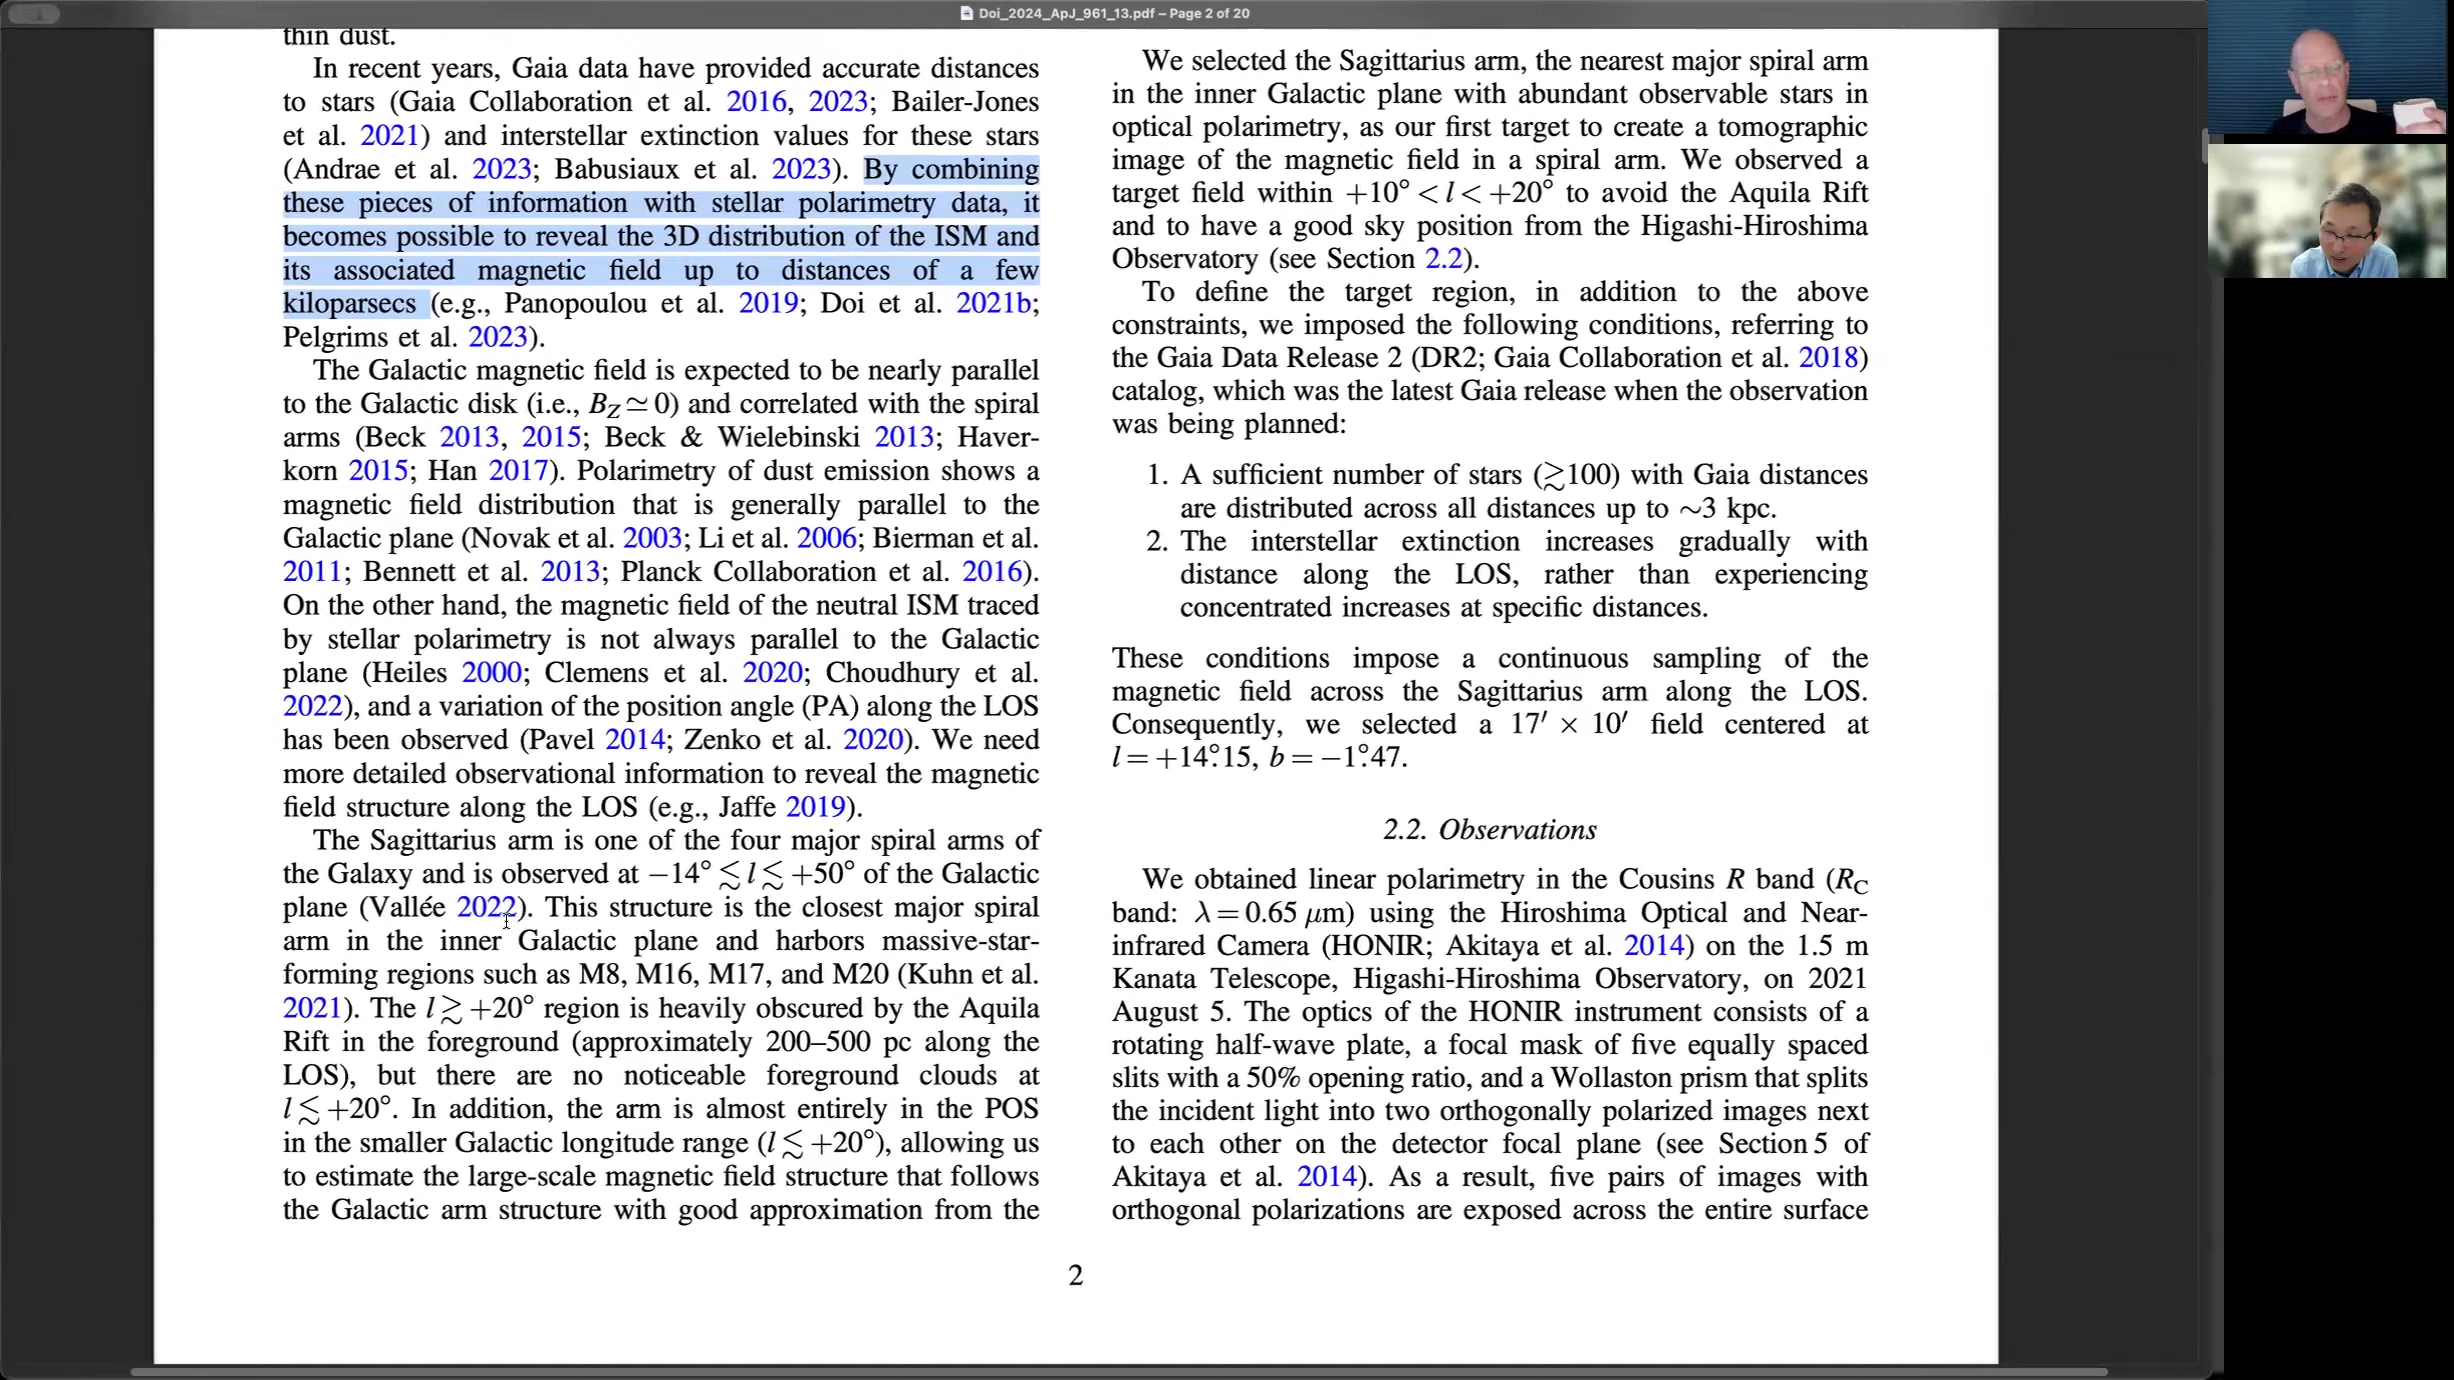 Doi_2024_ApJ_961_13.pdf – Page 2 of 20
thin dust.
In recent years, Gaia data have provided accurate distances
to stars (Gaia Collaboration et al. 2016, 2023; Bailer-Jones
et al. 2021) and interstellar extinction values for these stars
(Andrae et al. 2023; Babusiaux et al. 2023). By combining
these pieces of information with stellar polarimetry data, it
becomes possible to reveal the 3D distribution of the ISM and
its associated magnetic field up to distances of a few
kiloparsecs (e.g., Panopoulou et al. 2019; Doi et al. 2021b;
Pelgrims et al. 2023).
The Galactic magnetic field is expected to be nearly parallel
to the Galactic disk (i.e., B_Z ≃ 0) and correlated with the spiral
arms (Beck 2013, 2015; Beck & Wielebinski 2013; Haver-
korn 2015; Han 2017). Polarimetry of dust emission shows a
magnetic field distribution that is generally parallel to the
Galactic plane (Novak et al. 2003; Li et al. 2006; Bierman et al.
2011; Bennett et al. 2013; Planck Collaboration et al. 2016).
On the other hand, the magnetic field of the neutral ISM traced
by stellar polarimetry is not always parallel to the Galactic
plane (Heiles 2000; Clemens et al. 2020; Choudhury et al.
2022), and a variation of the position angle (PA) along the LOS
has been observed (Pavel 2014; Zenko et al. 2020). We need
more detailed observational information to reveal the magnetic
field structure along the LOS (e.g., Jaffe 2019).
The Sagittarius arm is one of the four major spiral arms of
the Galaxy and is observed at −14° ≲ l ≲ +50° of the Galactic
plane (Vallée 2022). This structure is the closest major spiral
arm in the inner Galactic plane and harbors massive-star-
forming regions such as M8, M16, M17, and M20 (Kuhn et al.
2021). The l ≳ +20° region is heavily obscured by the Aquila
Rift in the foreground (approximately 200–500 pc along the
LOS), but there are no noticeable foreground clouds at
l ≲ +20°. In addition, the arm is almost entirely in the POS
in the smaller Galactic longitude range (l ≲ +20°), allowing us
to estimate the large-scale magnetic field structure that follows
the Galactic arm structure with good approximation from the
We selected the Sagittarius arm, the nearest major spiral arm
in the inner Galactic plane with abundant observable stars in
optical polarimetry, as our first target to create a tomographic
image of the magnetic field in a spiral arm. We observed a
target field within +10° < l < +20° to avoid the Aquila Rift
and to have a good sky position from the Higashi-Hiroshima
Observatory (see Section 2.2).
To define the target region, in addition to the above
constraints, we imposed the following conditions, referring to
the Gaia Data Release 2 (DR2; Gaia Collaboration et al. 2018)
catalog, which was the latest Gaia release when the observation
was being planned:
1. A sufficient number of stars (≳100) with Gaia distances
are distributed across all distances up to ∼3 kpc.
2. The interstellar extinction increases gradually with
distance along the LOS, rather than experiencing
concentrated increases at specific distances.
These conditions impose a continuous sampling of the
magnetic field across the Sagittarius arm along the LOS.
Consequently, we selected a 17′ × 10′ field centered at
l = +14°.15, b = −1°.47.
2.2. Observations
We obtained linear polarimetry in the Cousins R band (R_C
band: λ = 0.65 μm) using the Hiroshima Optical and Near-
infrared Camera (HONIR; Akitaya et al. 2014) on the 1.5 m
Kanata Telescope, Higashi-Hiroshima Observatory, on 2021
August 5. The optics of the HONIR instrument consists of a
rotating half-wave plate, a focal mask of five equally spaced
slits with a 50% opening ratio, and a Wollaston prism that splits
the incident light into two orthogonally polarized images next
to each other on the detector focal plane (see Section 5 of
Akitaya et al. 2014). As a result, five pairs of images with
orthogonal polarizations are exposed across the entire surface
2